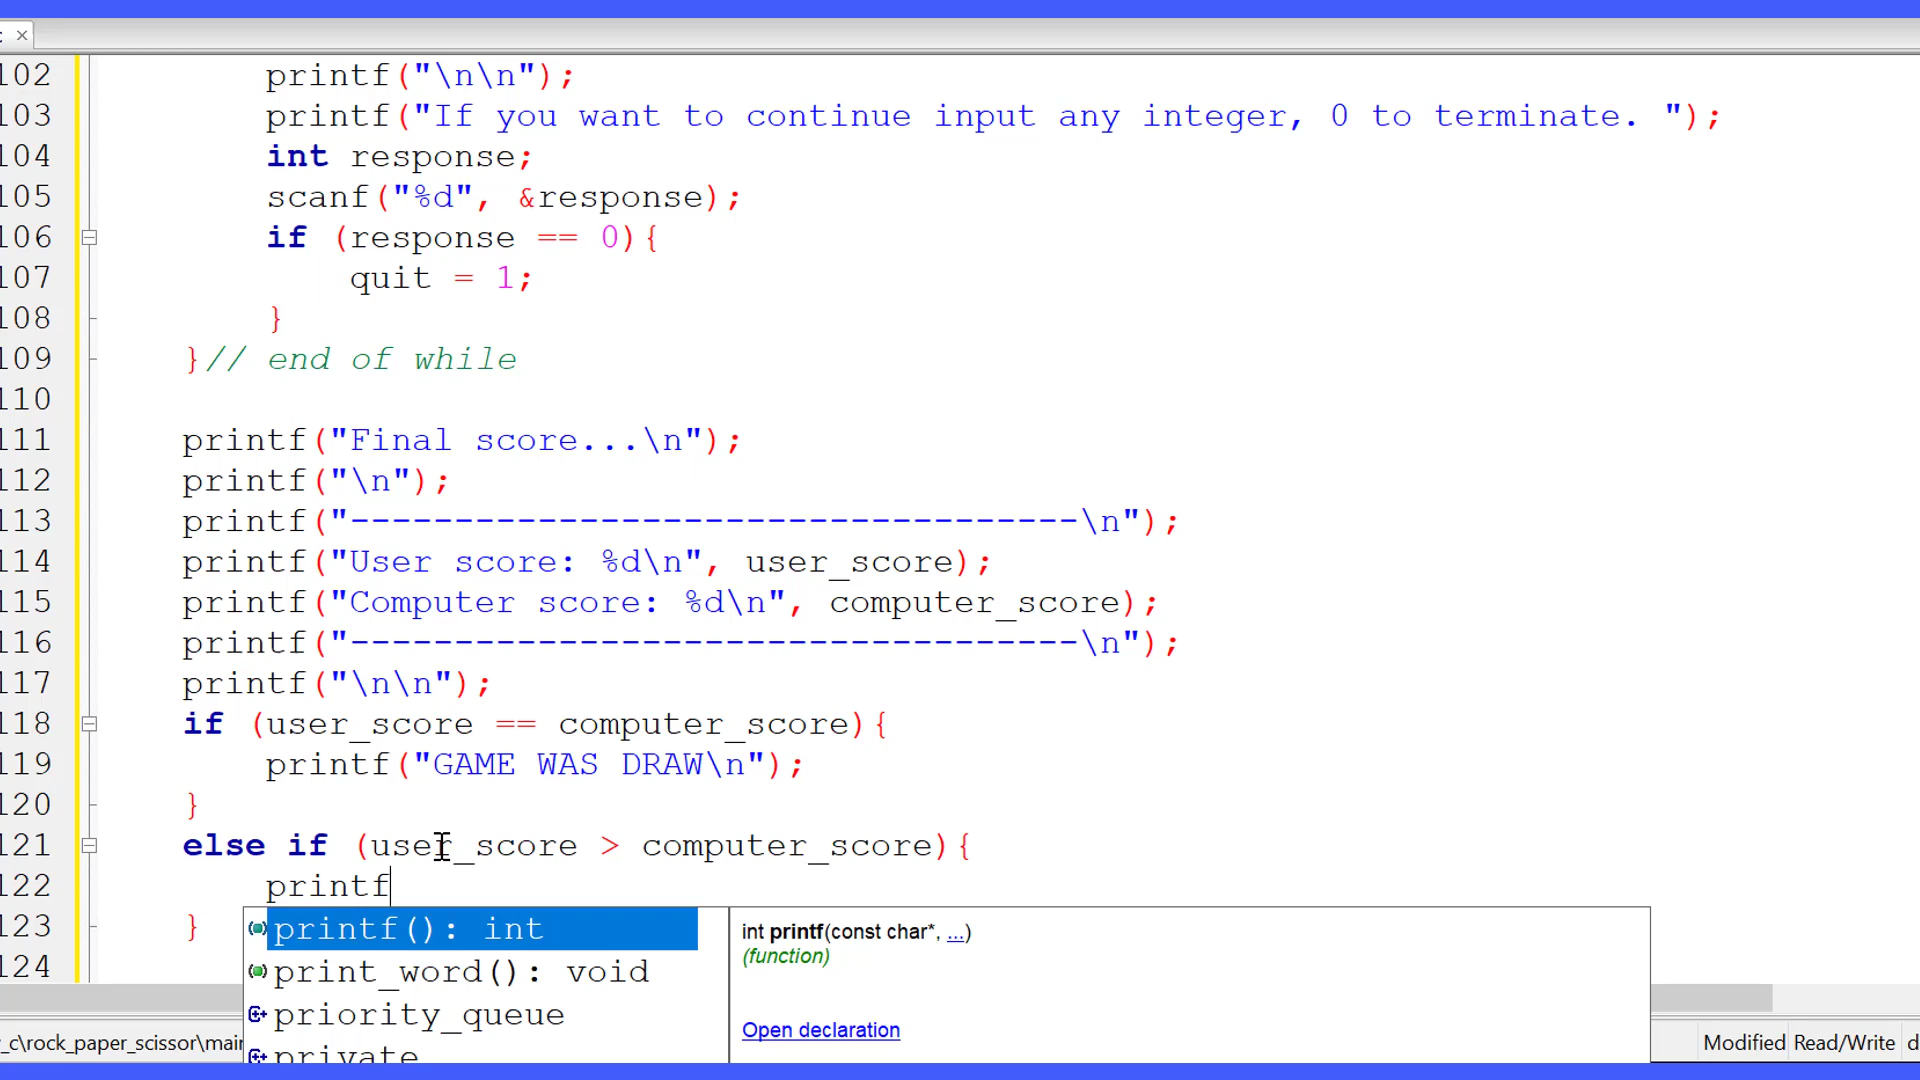 c ×
102 printf("\n\n");
103 printf("If you want to continue input any integer, 0 to terminate. ");
104 int response;
105 scanf("%d", &response);
106 if (response == 0){
107 quit = 1;
108 }
109 }// end of while
110
111 printf("Final score...\n");
112 printf("\n");
113 printf("-----------------------------------\n");
114 printf("User score: %d\n", user_score);
115 printf("Computer score: %d\n", computer_score);
116 printf("-----------------------------------\n");
117 printf("\n\n");
118 if (user_score == computer_score){
119 printf("GAME WAS DRAW\n");
120 }
121 else if (user_score > computer_score){
122 printf
123 }
124
printf(): int
print_word(): void
priority_queue
private
int printf(const char*, ...)
(function)
Open declaration
_c\rock_paper_scissor\mair
Modified Read/Write d